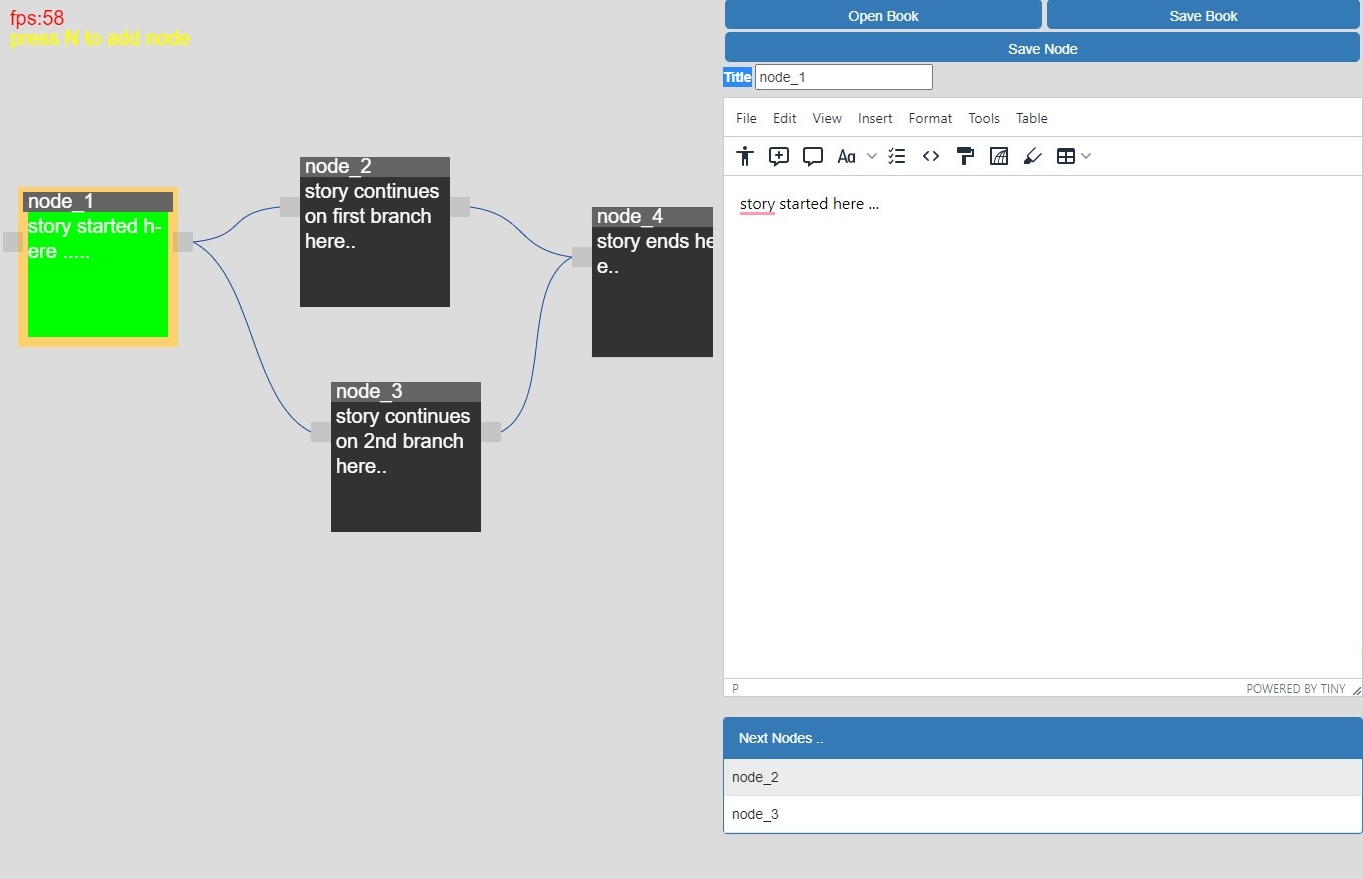 fps:58
press N to add node
node_1
story started h-
ere .....
node_2
story continues
on first branch
here..
node_3
story continues
on 2nd branch
here..
node_4
story ends he
e..
Open Book
Save Book
Save Node
Title node_1
File Edit View Insert Format Tools Table
Aa
story started here ...
P
POWERED BY TINY
Next Nodes ..
node_2
node_3